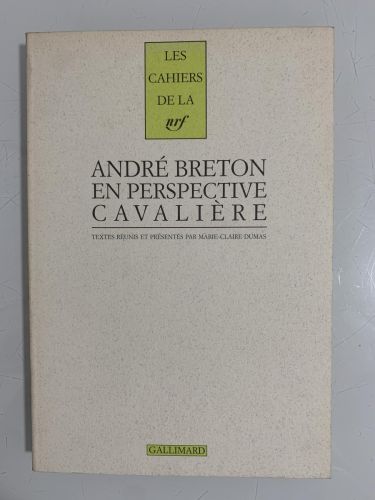 LES
CAHIERS
DE LA
nrf
ANDRÉ BRETON
EN PERSPECTIVE
CAVALIÈRE
TEXTES RÉUNIS ET PRÉSENTÉS PAR MARIE-CLAIRE DUMAS
GALLIMARD